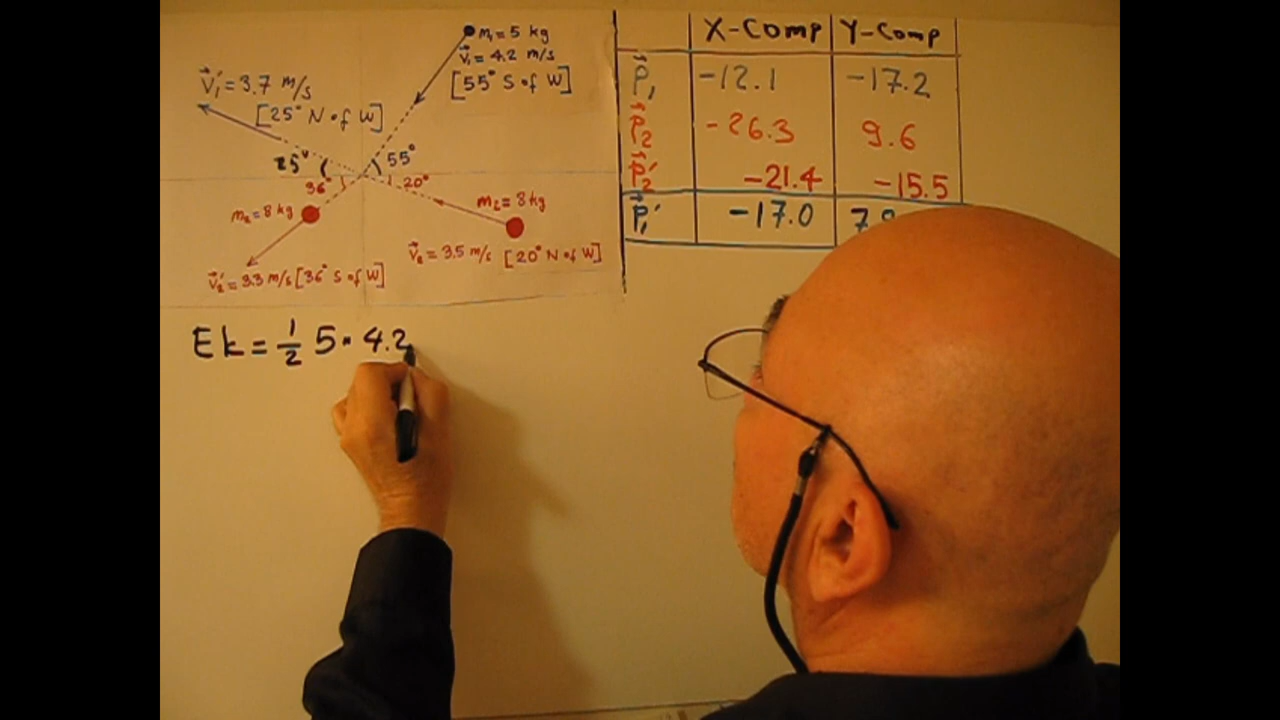 m₁ = 5 kg
v⃗₁ = 4.2 m/s
[55° S of W]
v⃗₁′ = 3.7 m/s
[25° N of W]
25°
55°
36°
20°
m₂ = 8 kg
m₂ = 8 kg
v⃗₂ = 3.5 m/s [20° N of W]
v⃗₂′ = 3.3 m/s [36° S of W]
X-Comp Y-Comp
p⃗₁ -12.1 -17.2
p⃗₂ -26.3 9.6
p⃗₂′ -21.4 -15.5
p⃗₁′ -17.0
Ek = 1/2 5 · 4.2